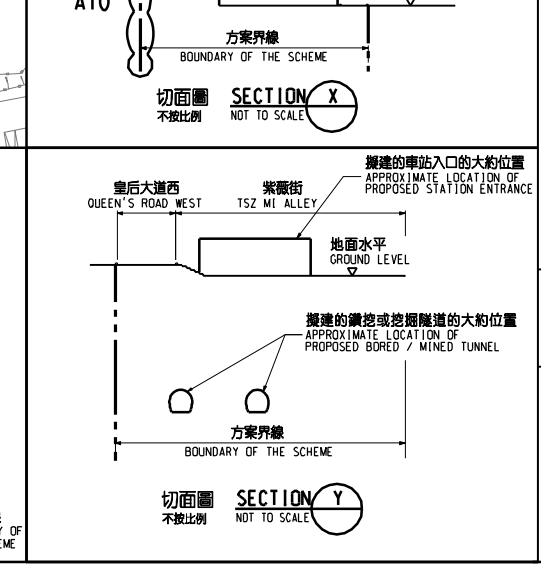 A10
方案界線
BOUNDARY OF THE SCHEME
切面圖 SECTION X
不按比例 NOT TO SCALE
擬建的車站入口的大約位置
APPROXIMATE LOCATION OF
PROPOSED STATION ENTRANCE
皇后大道西
QUEEN'S ROAD WEST
紫薇街
TSZ MI ALLEY
地面水平
GROUND LEVEL
擬建的鑽挖或挖掘隧道的大約位置
APPROXIMATE LOCATION OF
PROPOSED BORED / MINED TUNNEL
方案界線
BOUNDARY OF THE SCHEME
切面圖 SECTION Y
不按比例 NOT TO SCALE
Y OF
EME